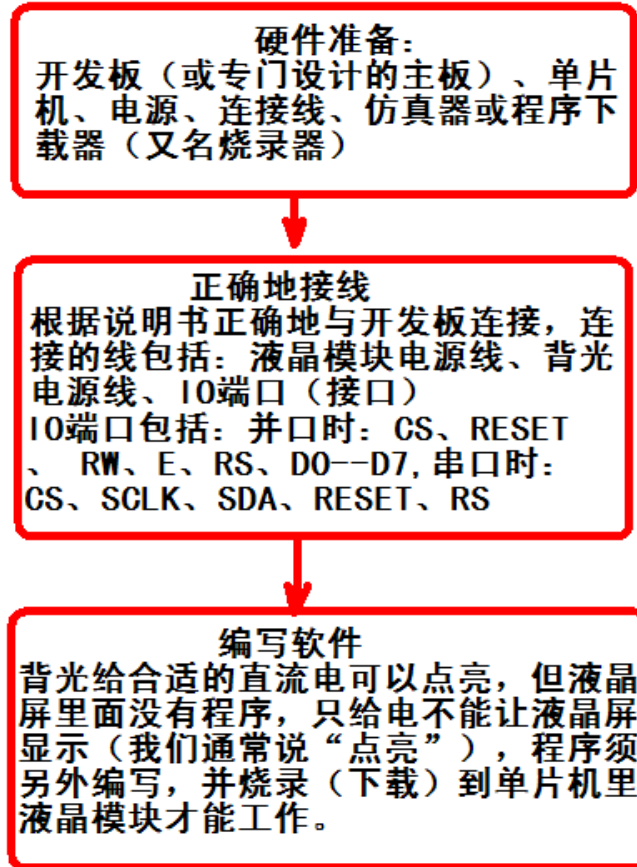 硬件准备:
开发板（或专门设计的主板）、单片
机、电源、连接线、仿真器或程序下
载器（又名烧录器）
正确地接线
根据说明书正确地与开发板连接，连
接的线包括：液晶模块电源线、背光
电源线、IO端口（接口）
IO端口包括：并口时：CS、RESET
、 RW、E、RS、D0--D7,串口时：
CS、SCLK、SDA、RESET、RS
编写软件
背光给合适的直流电可以点亮，但液晶
屏里面没有程序，只给电不能让液晶屏
显示（我们通常说“点亮”），程序须
另外编写，并烧录（下载）到单片机里
液晶模块才能工作。